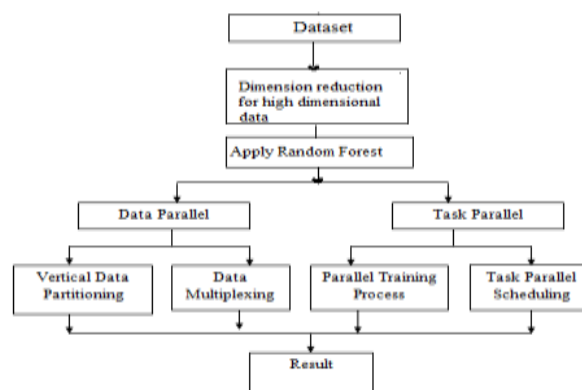 Dataset
Dimension reduction
for high dimensional
data
Apply Random Forest
Data Parallel
Task Parallel
Vertical Data
Partitioning
Data
Multiplexing
Parallel Training
Process
Task Parallel
Scheduling
Result